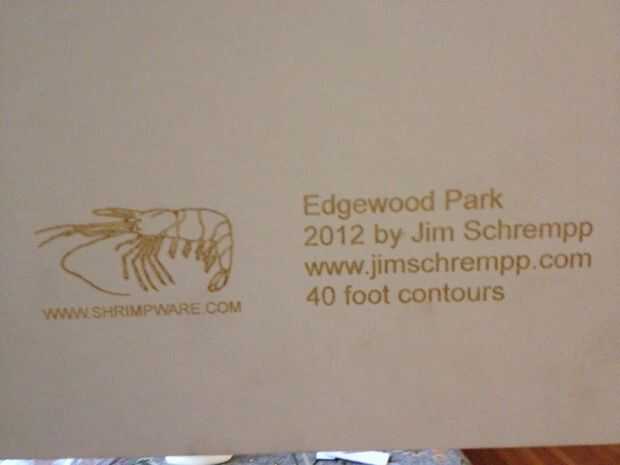 WWW.SHRIMPWARE.COM
Edgewood Park
2012 by Jim Schrempp
www.jimschrempp.com
40 foot contours